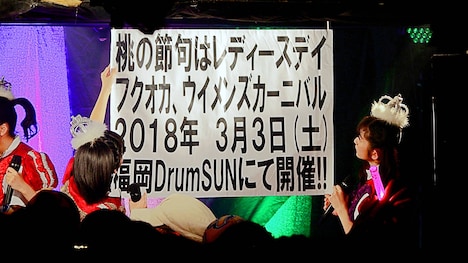 桃の節句はレディースデイ
フクオカ、ウイメンズカーニバル
2018年 3月3日(土)
福岡DrumSUNにて開催!!